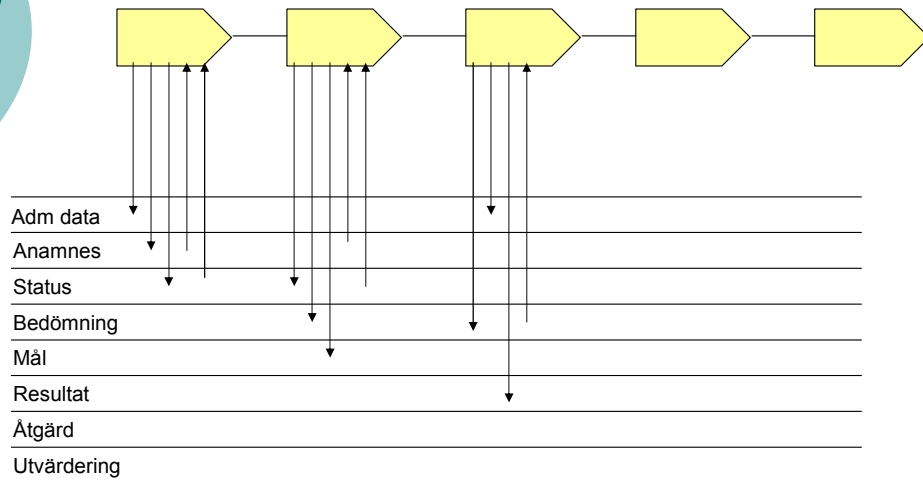 Adm data
Anamnes
Status
Bedömning
Mål
Resultat
Åtgärd
Utvärdering